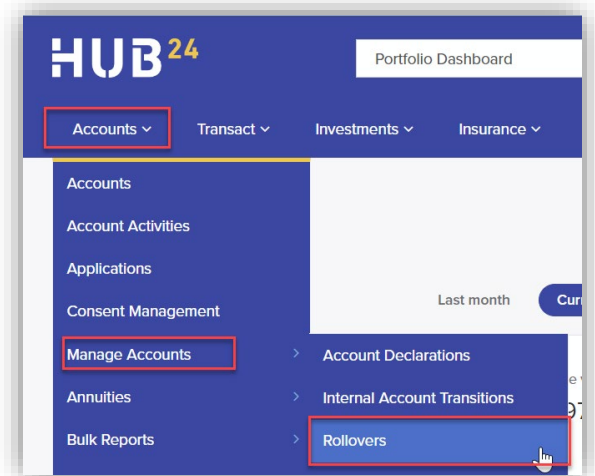 HUB24
Portfolio Dashboard
Accounts Transact Investments Insurance
Accounts
Account Activities
Applications
Consent Management
Last month
Manage Accounts
Account Declarations
Annuities
Internal Account Transitions
Bulk Reports
Rollovers